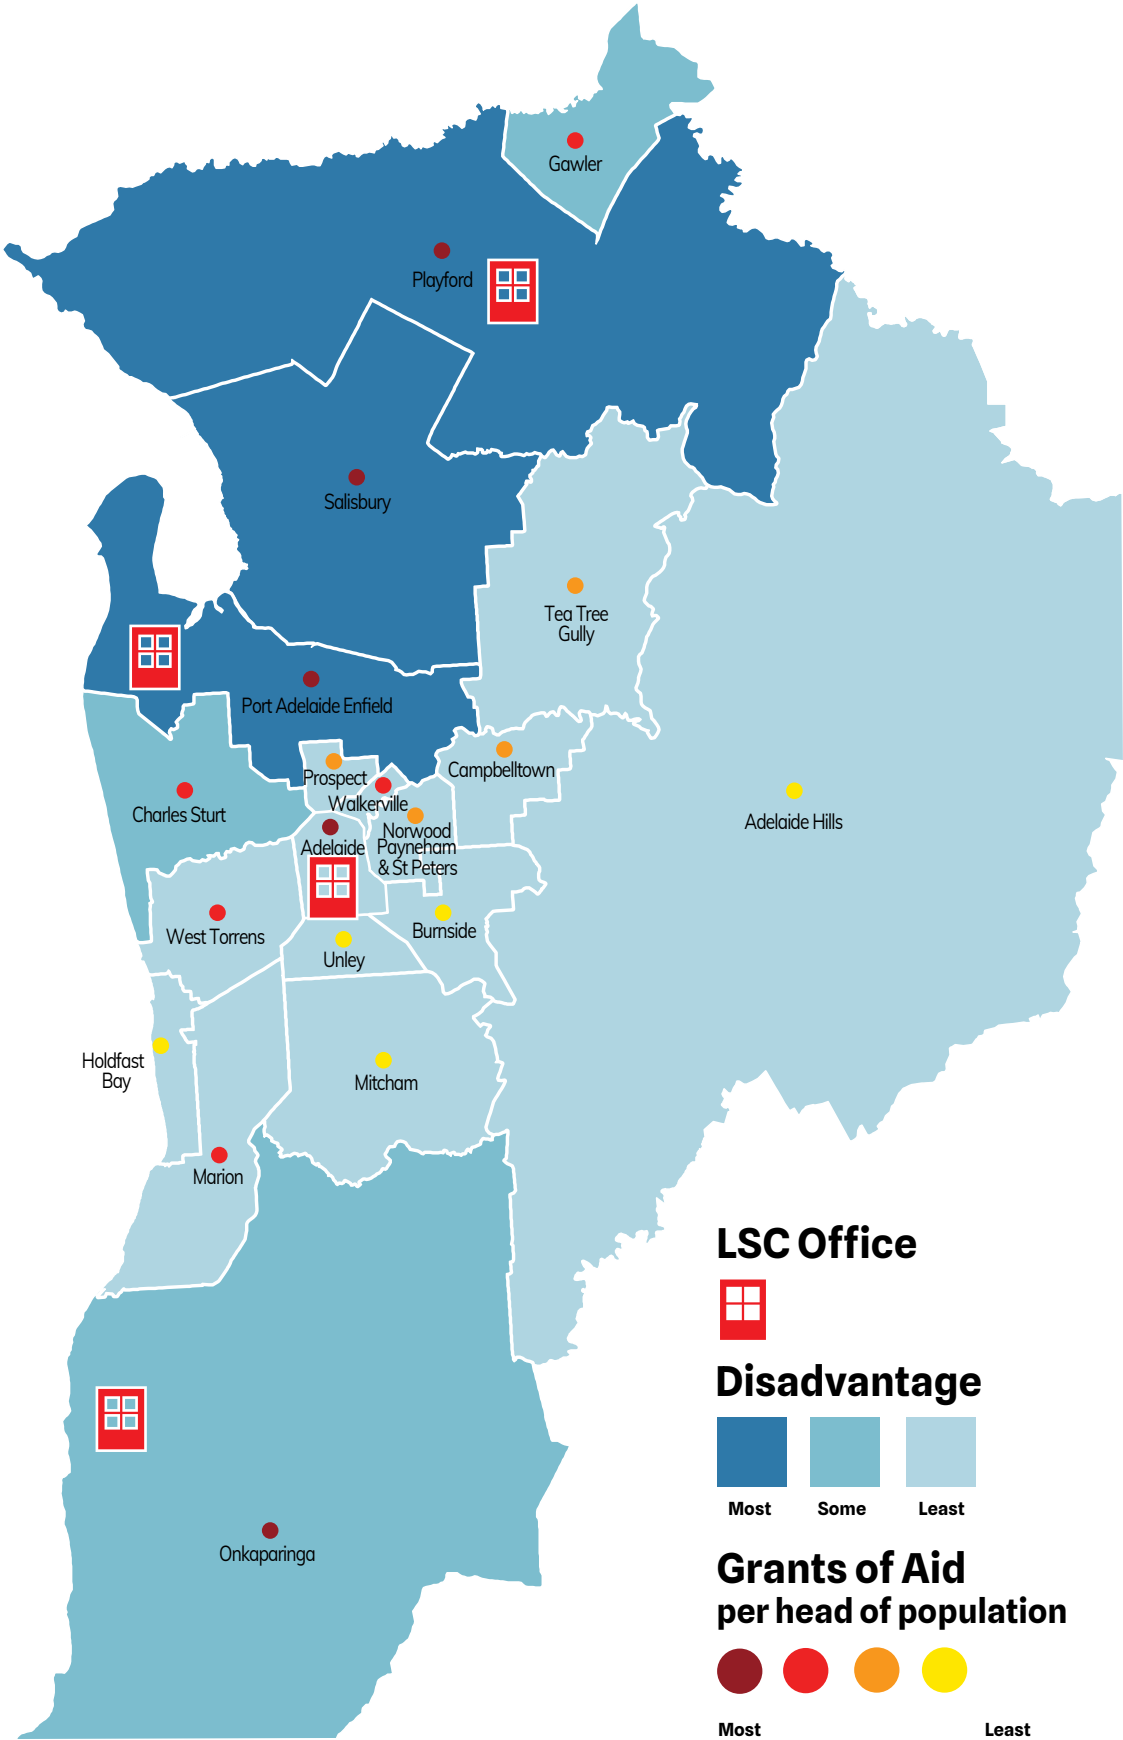 Gawler
Playford
Salisbury
Tea Tree
Gully
Port Adelaide Enfield
Prospect
Campbelltown
Walkerville
Charles Sturt
Norwood
Payneham
& St Peters
Adelaide
Adelaide Hills
West Torrens
Burnside
Unley
Holdfast
Bay
Mitcham
Marion
Onkaparinga
LSC Office
Disadvantage
Most
Some
Least
Grants of Aid
per head of population
Most
Least